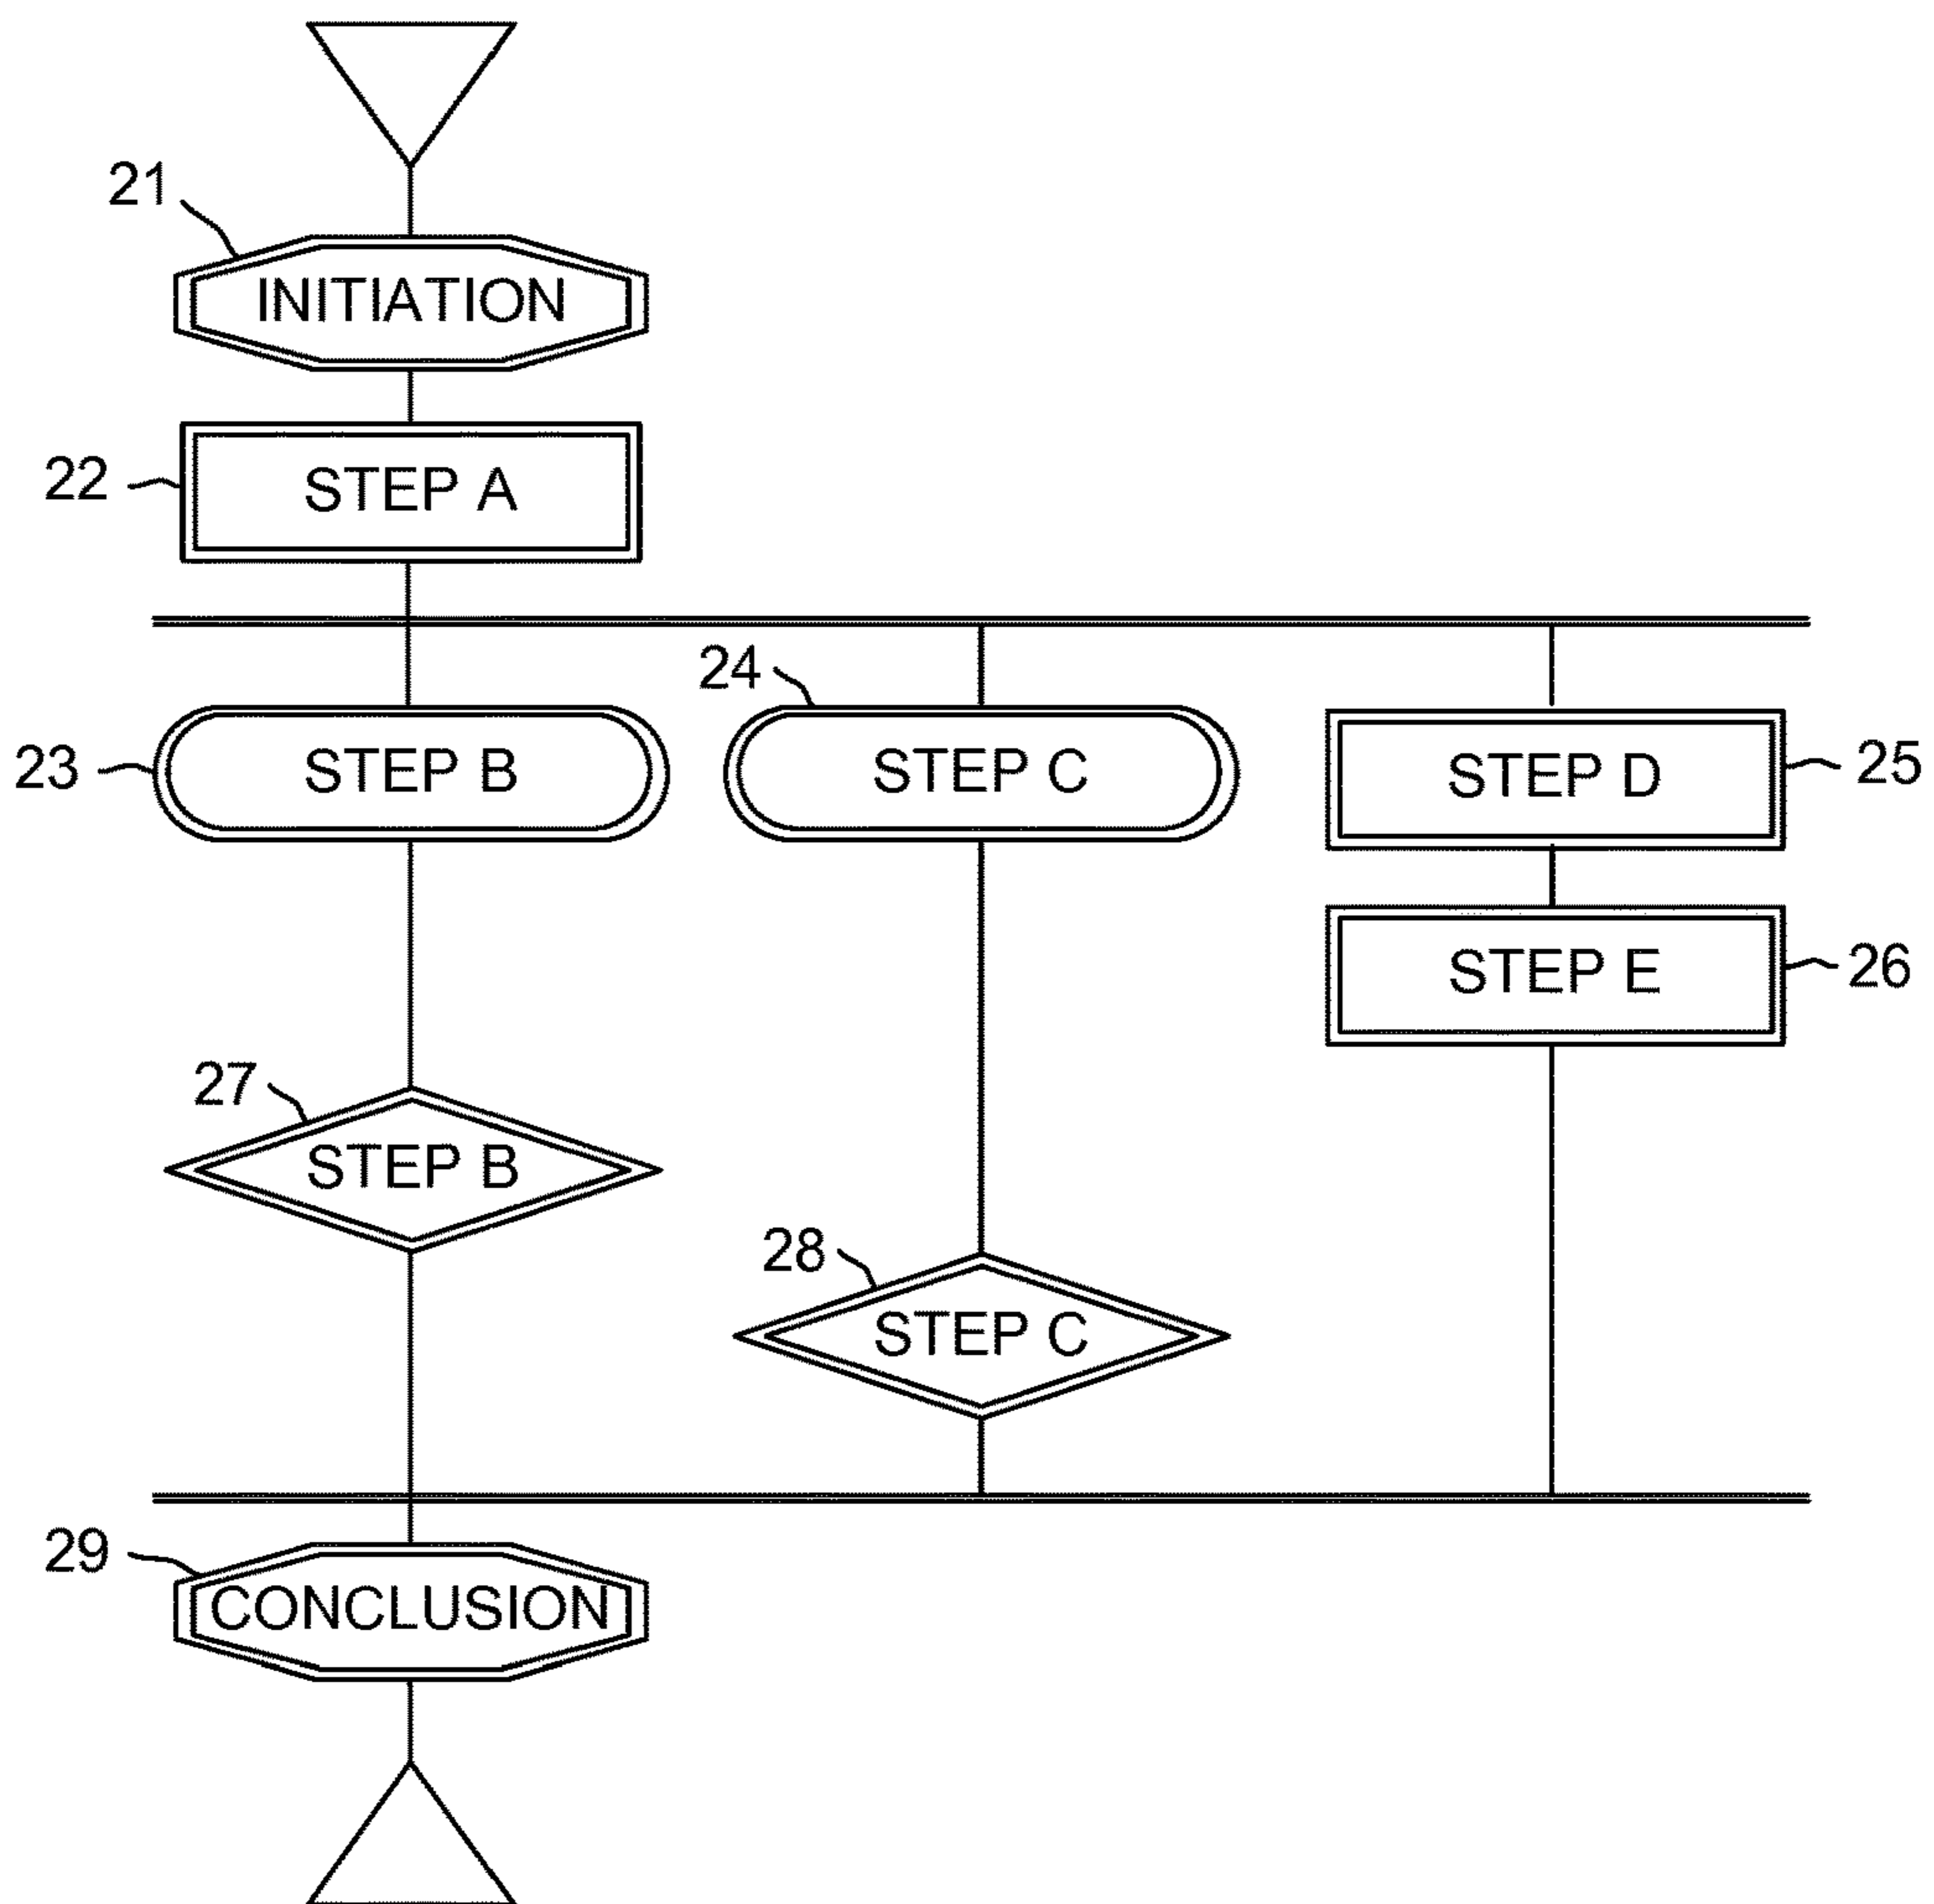 21
INITIATION
22
STEP A
24
23
STEP B
STEP C
STEP D
25
STEP E
26
27
STEP B
28
STEP C
29
CONCLUSION